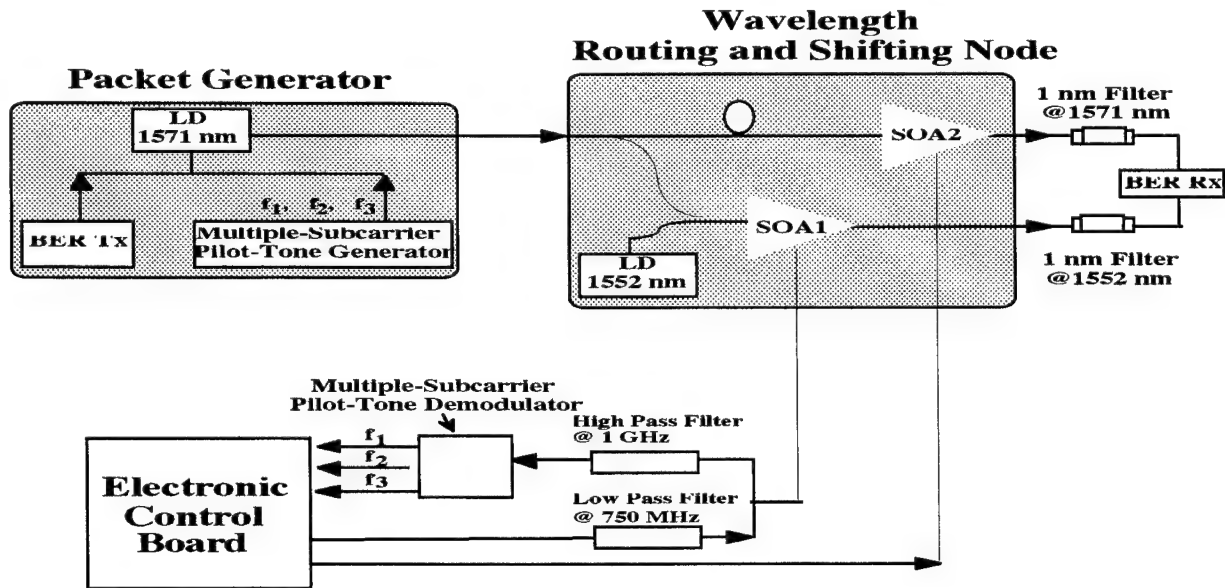 Wavelength
Routing and Shifting Node
Packet Generator
LD
1571 nm
f1, f2, f3
BER Tx
Multiple-Subcarrier
Pilot-Tone Generator
SOA2
SOA1
LD
1552 nm
1 nm Filter
@1571 nm
BER Rx
1 nm Filter
@1552 nm
Multiple-Subcarrier
Pilot-Tone Demodulator
f1
f2
f3
High Pass Filter
@ 1 GHz
Low Pass Filter
@ 750 MHz
Electronic
Control
Board